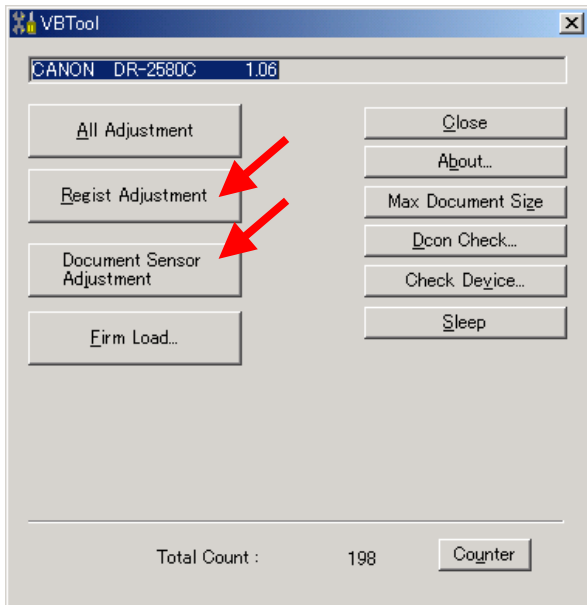 VBTool
CANON DR-2580C 1.06
All Adjustment
Regist Adjustment
Document Sensor
Adjustment
Firm Load...
Close
About...
Max Document Size
Dcon Check...
Check Device...
Sleep
Total Count : 198 Counter